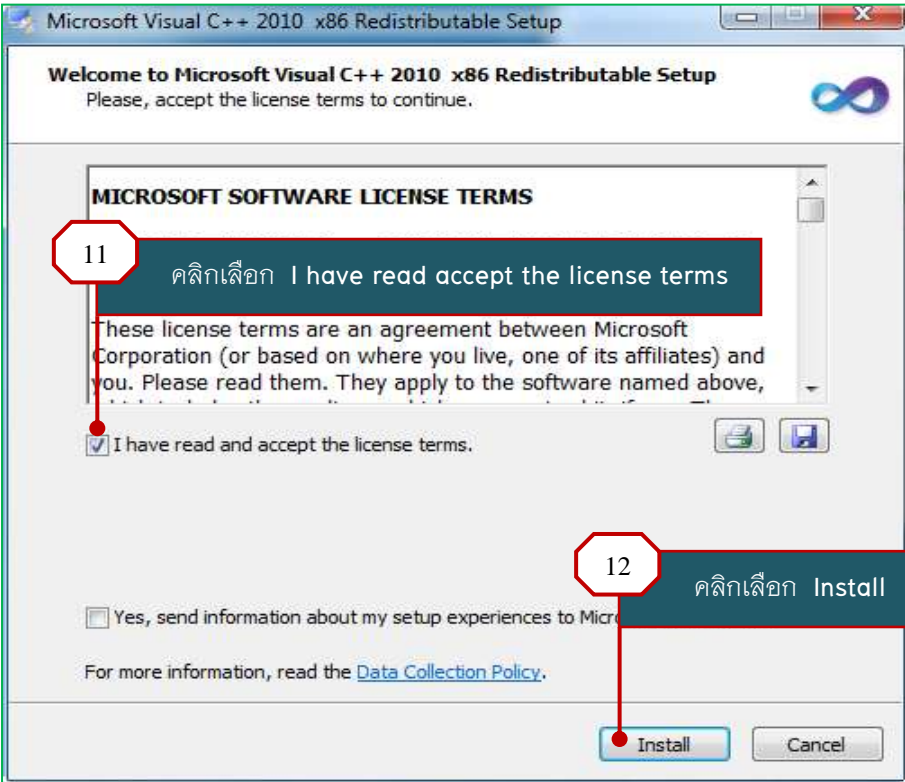 Microsoft Visual C++ 2010 x86 Redistributable Setup
Welcome to Microsoft Visual C++ 2010 x86 Redistributable Setup
Please, accept the license terms to continue.
MICROSOFT SOFTWARE LICENSE TERMS
11
คลิกเลือก I have read accept the license terms
These license terms are an agreement between Microsoft
Corporation (or based on where you live, one of its affiliates) and
you. Please read them. They apply to the software named above,
I have read and accept the license terms.
12
คลิกเลือก Install
Yes, send information about my setup experiences to
For more information, read the Data Collection Policy.
Install
Cancel